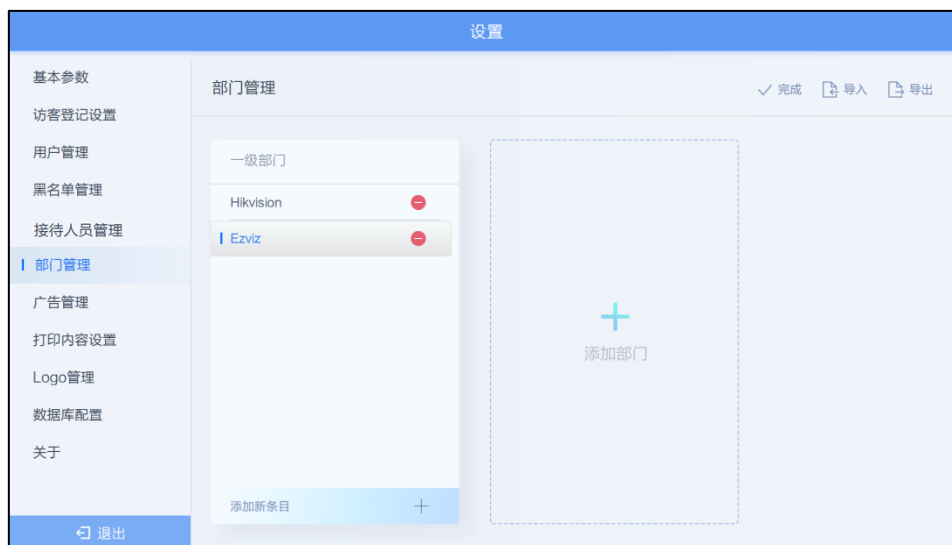 设置
基本参数
访客登记设置
用户管理
黑名单管理
接待人员管理
部门管理
广告管理
打印内容设置
Logo管理
数据库配置
关于
退出
部门管理
完成 导入 导出
一级部门
Hikvision
Ezviz
添加新条目
添加部门